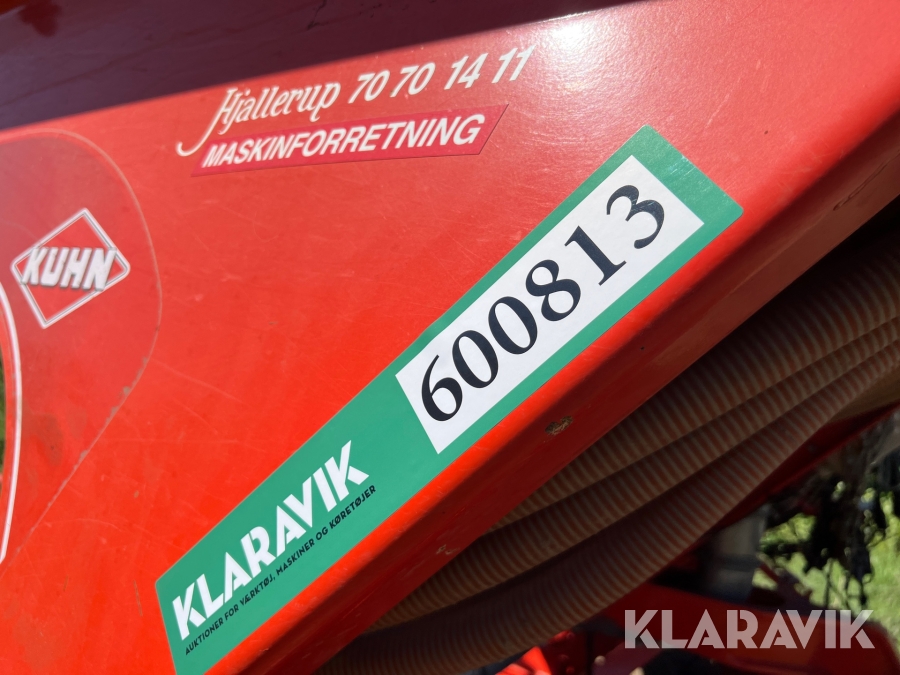 Hjallerup 70 70 14 11
MASKINFORRETNING
KUHN
600813
KLARAVIK
AUKTIONER FOR VÆRKTØJ, MASKINER OG KØRETØJER
KLARAVIK